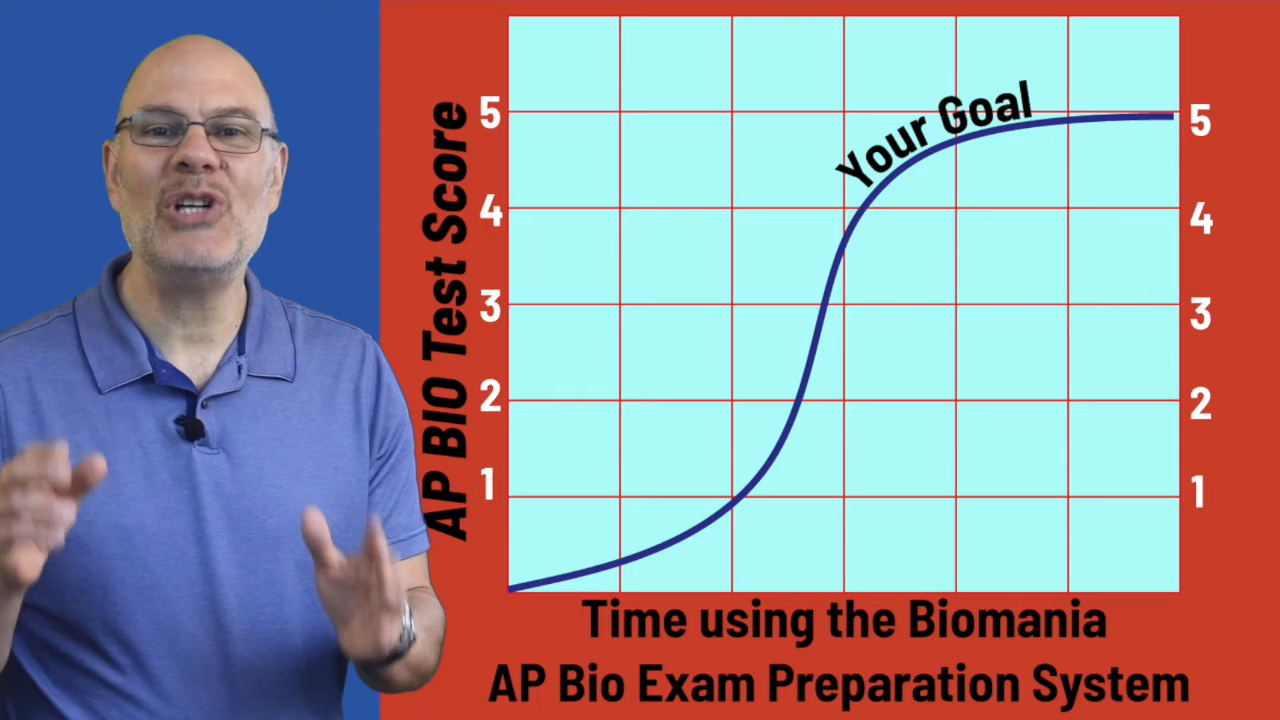 AP BIO Test Score
5
4
3
2
1
Your Goal
5
4
3
2
1
Time using the Biomania
AP Bio Exam Preparation System